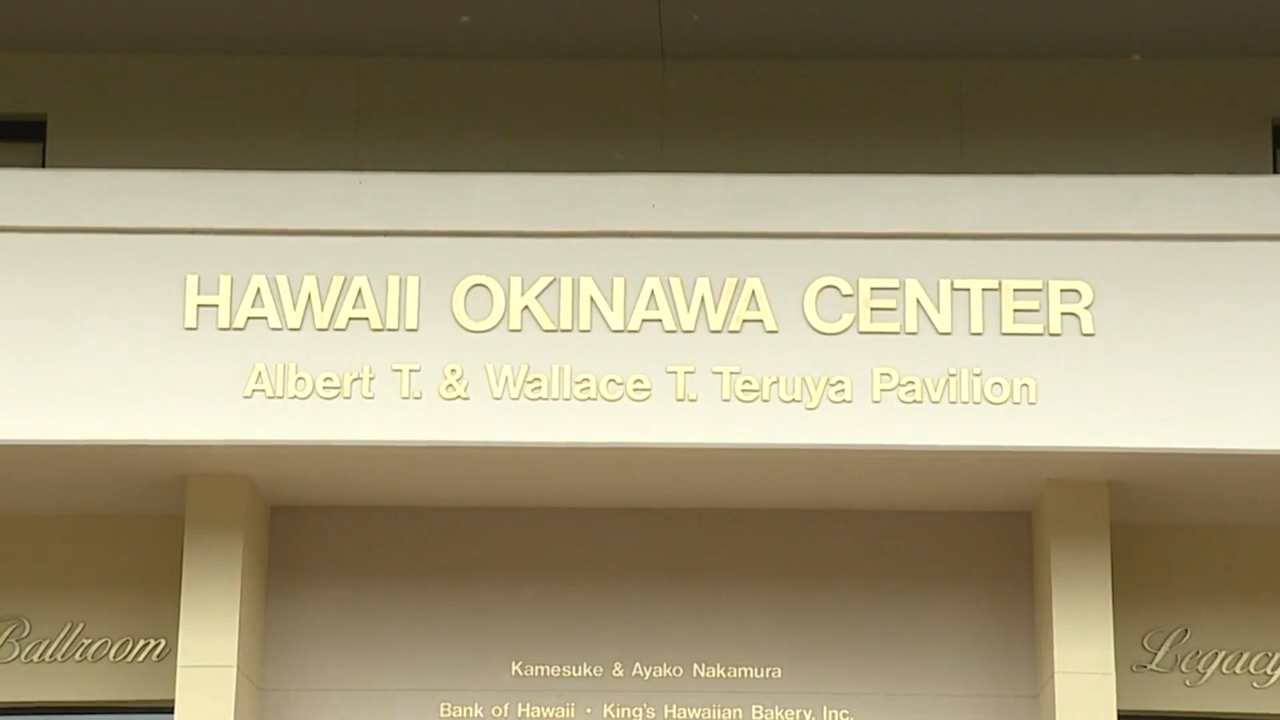 HAWAII OKINAWA CENTER
Albert T. & Wallace T. Teruya Pavilion
Ballroom
Legacy
Kamesuke & Ayako Nakamura
Bank of Hawaii • King's Hawaiian Bakery, Inc.